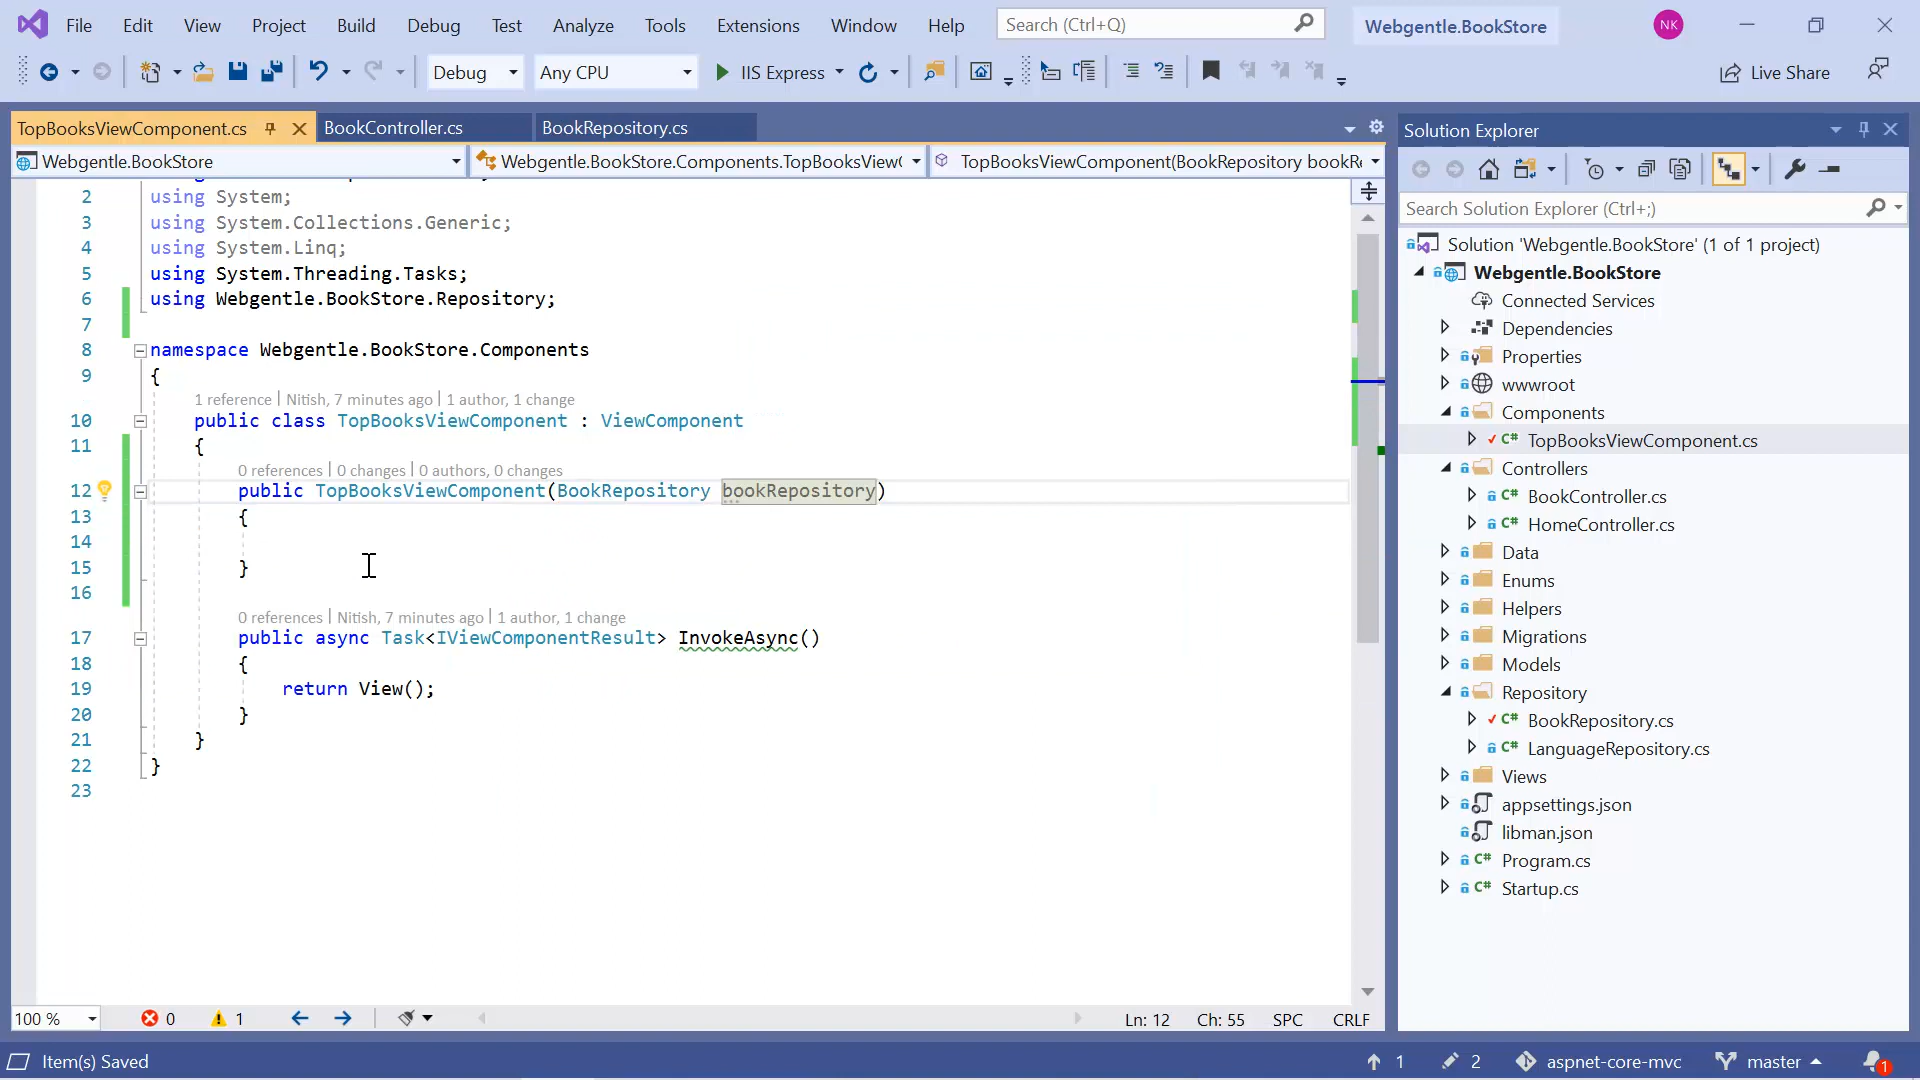 File Edit View Project Build Debug Test Analyze Tools Extensions Window Help Search (Ctrl+Q) Webgentle.BookStore NK
Debug Any CPU IIS Express Live Share
TopBooksViewComponent.cs BookController.cs BookRepository.cs
Webgentle.BookStore Webgentle.BookStore.Components.TopBooksView( TopBooksViewComponent(BookRepository bookRe
2 using System;
3 using System.Collections.Generic;
4 using System.Linq;
5 using System.Threading.Tasks;
6 using Webgentle.BookStore.Repository;
7
8 namespace Webgentle.BookStore.Components
9 {
1 reference | Nitish, 7 minutes ago | 1 author, 1 change
10 public class TopBooksViewComponent : ViewComponent
11 {
0 references | 0 changes | 0 authors, 0 changes
12 public TopBooksViewComponent(BookRepository bookRepository)
13 {
14
15 }
16
0 references | Nitish, 7 minutes ago | 1 author, 1 change
17 public async Task<IViewComponentResult> InvokeAsync()
18 {
19 return View();
20 }
21 }
22 }
23
100 % 0 1 Ln: 12 Ch: 55 SPC CRLF
Solution Explorer
Search Solution Explorer (Ctrl+;)
Solution 'Webgentle.BookStore' (1 of 1 project)
Webgentle.BookStore
Connected Services
Dependencies
Properties
wwwroot
Components
C# TopBooksViewComponent.cs
Controllers
C# BookController.cs
C# HomeController.cs
Data
Enums
Helpers
Migrations
Models
Repository
C# BookRepository.cs
C# LanguageRepository.cs
Views
appsettings.json
libman.json
C# Program.cs
C# Startup.cs
Item(s) Saved 1 2 aspnet-core-mvc master 1